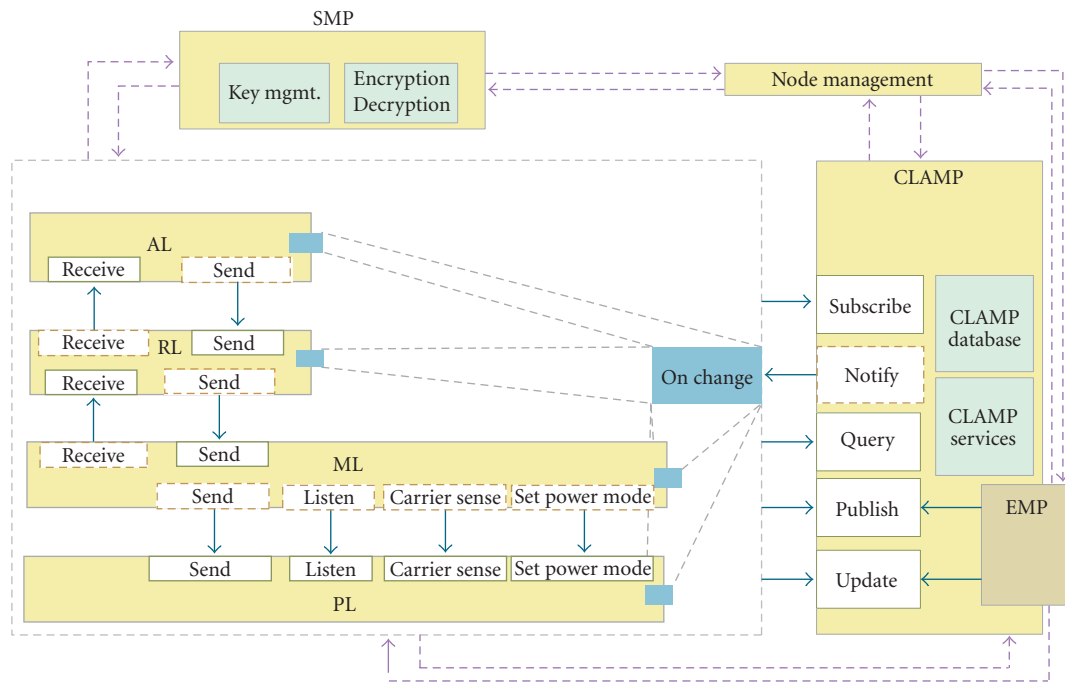 SMP
Key mgmt.
Encryption
Decryption
Node management
CLAMP
AL
Receive
Send
Receive
RL
Send
Receive
Send
Receive
Send
ML
Send
Listen
Carrier sense
Set power mode
Send
Listen
Carrier sense
Set power mode
PL
On change
Subscribe
Notify
Query
Publish
Update
CLAMP
database
CLAMP
services
EMP